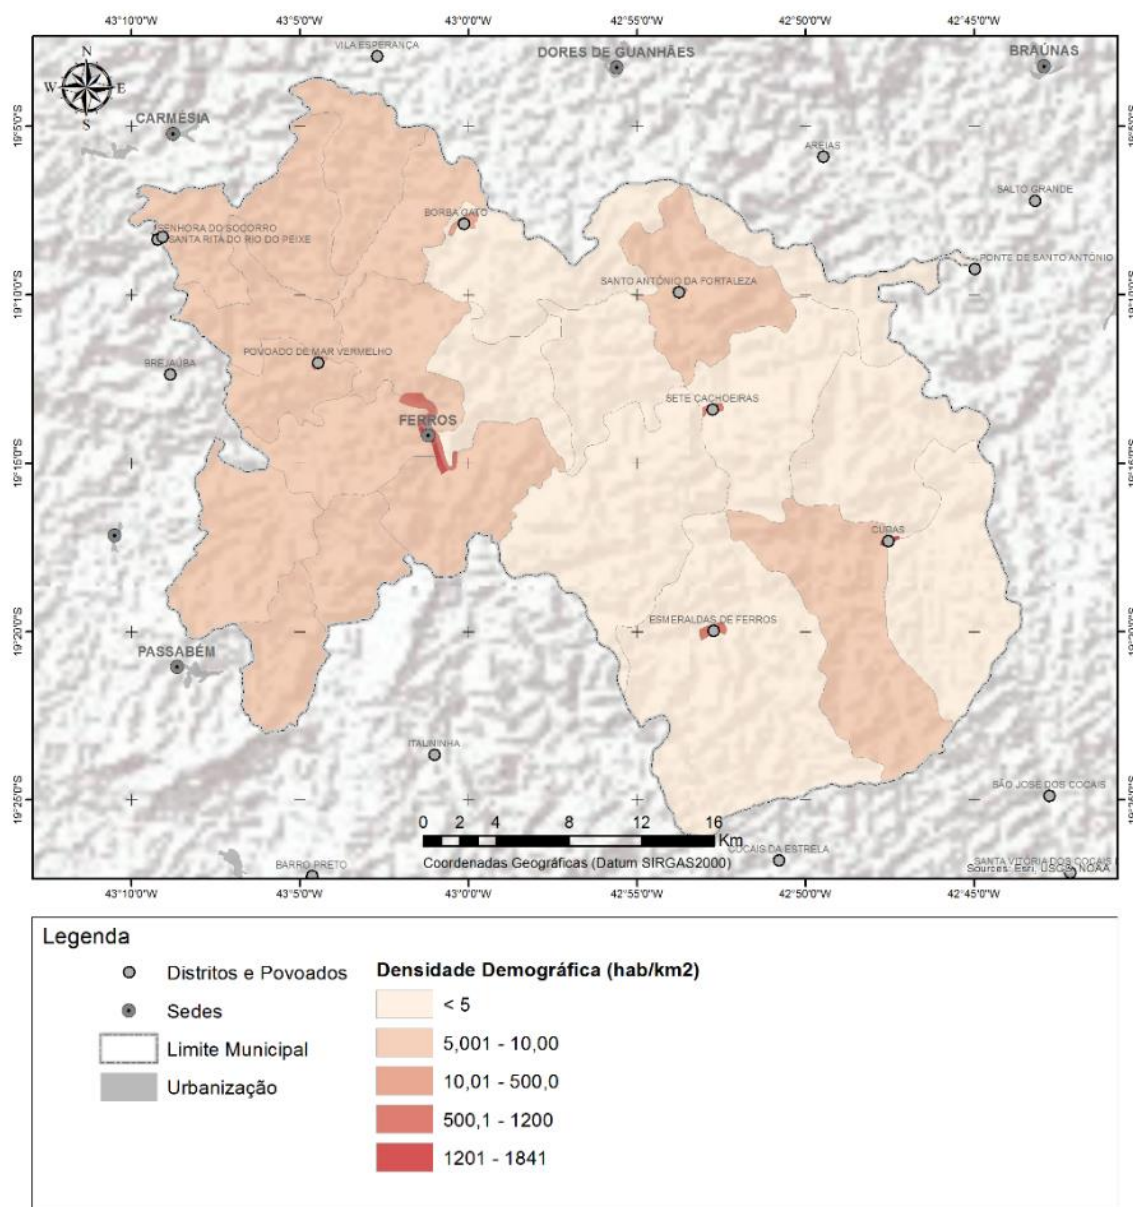 43°10'0"W 43°5'0"W 43°0'0"W 42°55'0"W 42°50'0"W 42°45'0"W
N
W E
S
VILA ESPERANÇA
DORES DE GUANHÃES
BRAÚNAS
CARMÉSIA
19°5'0"S
AREIAS
SALTO GRANDE
BORBA GATO
SENHORA DO SOCORRO
SANTA RITA DO RIO DO PEIXE
PONTE DE SANTO ANTÔNIO
SANTO ANTÔNIO DA FORTALEZA
19°10'0"S
POVOADO DE MAR VERMELHO
BREJAÚBA
SETE CACHOEIRAS
FERROS
19°15'0"S
CUBAS
ESMERALDAS DE FERROS
19°20'0"S
PASSABÉM
ITALININHA
SÃO JOSE DOS COCAIS
19°25'0"S
0 2 4 8 12 16
Km
COCAIS DA ESTRELA
Coordenadas Geográficas (Datum SIRGAS2000)
BARRO PRETO
SANTA VITÓRIA DOS COCAIS
Sources: Esri, USGS, NOAA
43°10'0"W 43°5'0"W 43°0'0"W 42°55'0"W 42°50'0"W 42°45'0"W
Legenda
Distritos e Povoados
Sedes
Limite Municipal
Urbanização
Densidade Demográfica (hab/km2)
< 5
5,001 - 10,00
10,01 - 500,0
500,1 - 1200
1201 - 1841